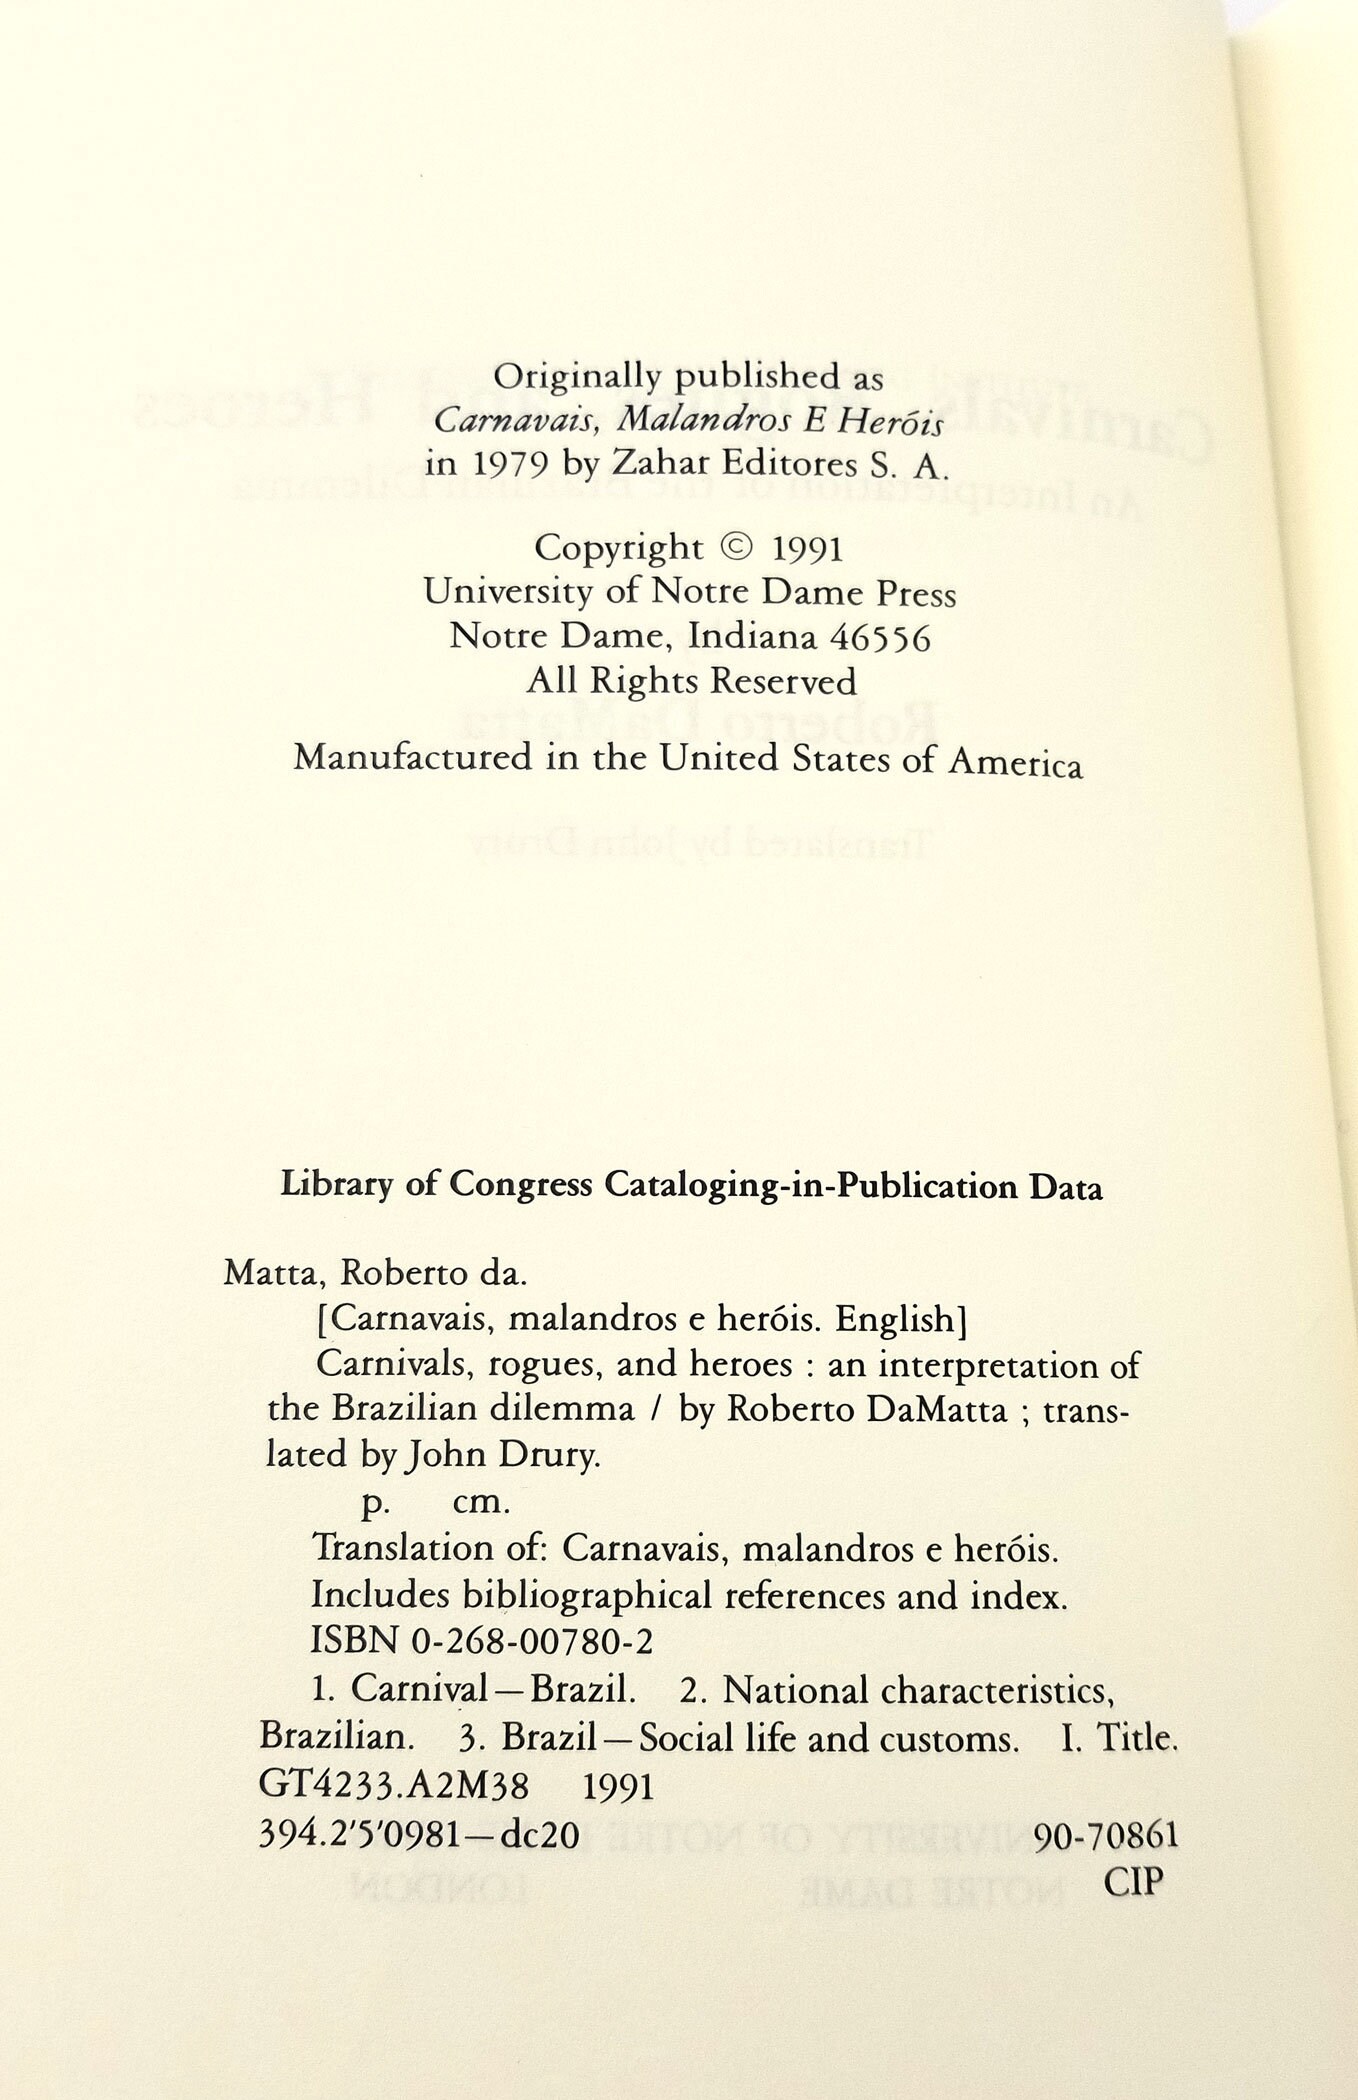 Originally published as
Carnavais, Malandros E Heróis
in 1979 by Zahar Editores S. A.
Copyright © 1991
University of Notre Dame Press
Notre Dame, Indiana 46556
All Rights Reserved
Manufactured in the United States of America
Library of Congress Cataloging-in-Publication Data
Matta, Roberto da.
[Carnavais, malandros e heróis. English]
Carnivals, rogues, and heroes : an interpretation of
the Brazilian dilemma / by Roberto DaMatta ; trans-
lated by John Drury.
p. cm.
Translation of: Carnavais, malandros e heróis.
Includes bibliographical references and index.
ISBN 0-268-00780-2
1. Carnival—Brazil. 2. National characteristics,
Brazilian. 3. Brazil—Social life and customs. I. Title.
GT4233.A2M38 1991
394.2'5'0981—dc20 90-70861
CIP